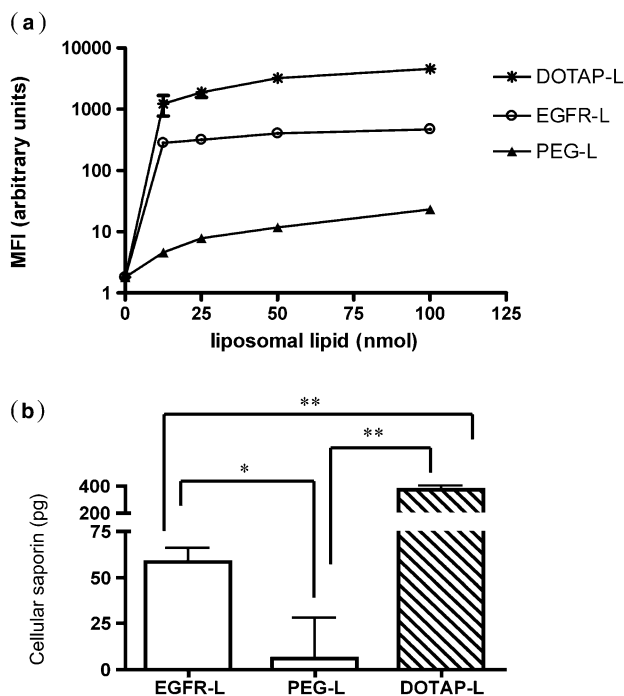 (a)
10000
1000
100
10
1
MFI (arbitrary units)
0 25 50 75 100 125
liposomal lipid (nmol)
DOTAP-L
EGFR-L
PEG-L
(b)
**
**
*
400
200
75
50
25
0
Cellular saporin (pg)
EGFR-L PEG-L DOTAP-L